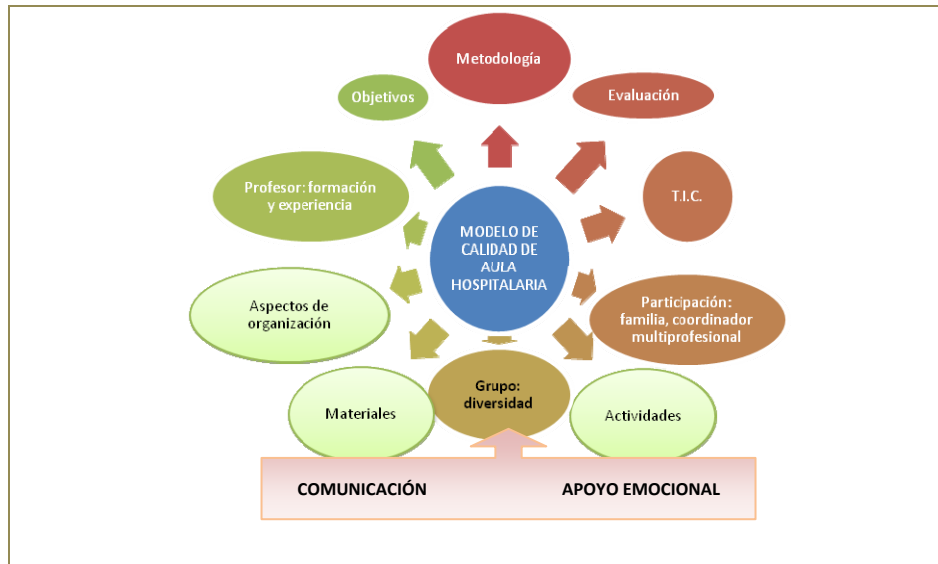 Metodología
Objetivos
Evaluación
Profesor: formación
y experiencia
T.I.C.
MODELO DE
CALIDAD DE
AULA
HOSPITALARIA
Aspectos de
organización
Participación:
familia, coordinador
multiprofesional
Materiales
Grupo:
diversidad
Actividades
COMUNICACIÓN
APOYO EMOCIONAL